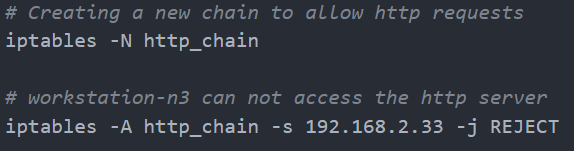 # Creating a new chain to allow http requests
iptables -N http_chain
# workstation-n3 can not access the http server
iptables -A http_chain -s 192.168.2.33 -j REJECT